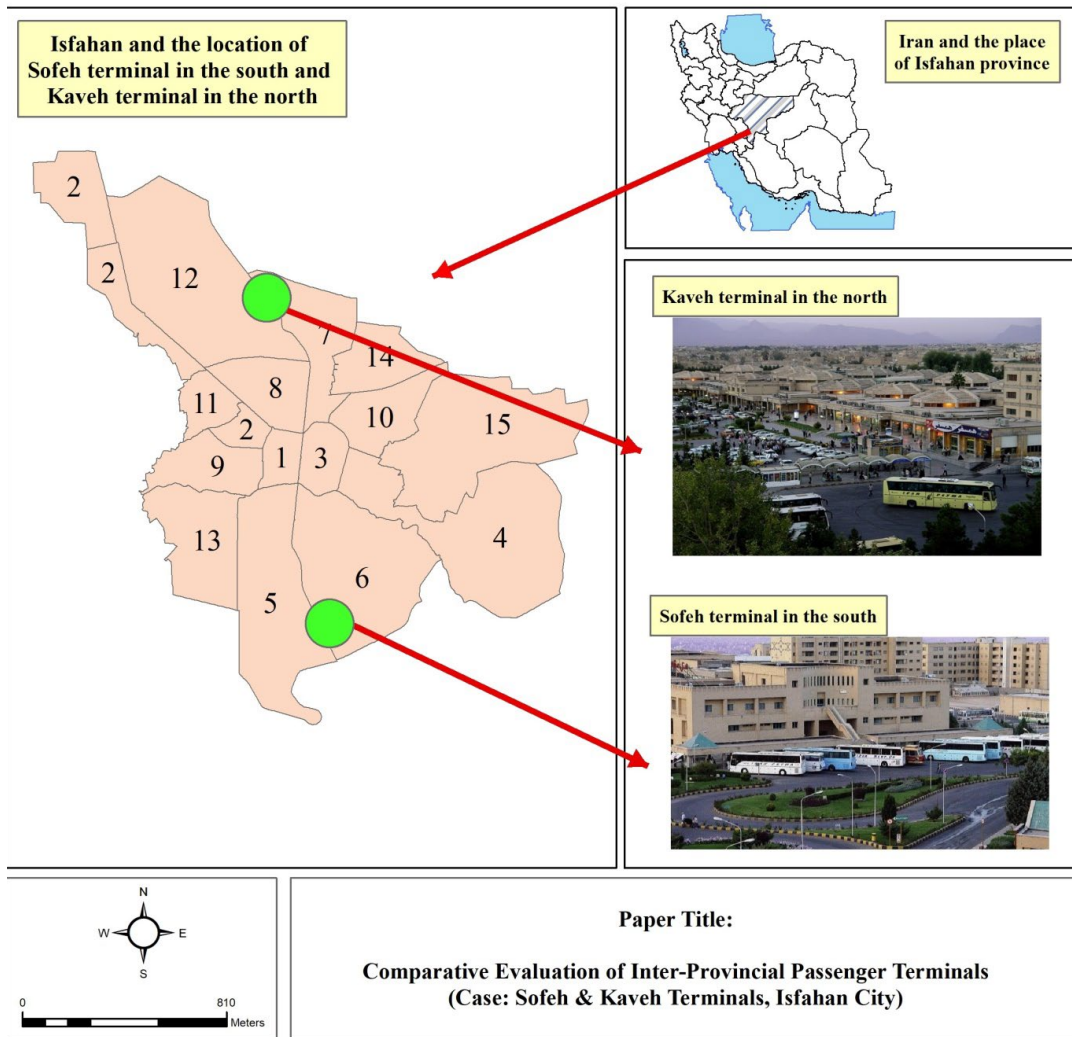 Isfahan and the location of
Sofeh terminal in the south and
Kaveh terminal in the north
2
2
12
7
14
8
11
2
10
15
1
3
9
13
4
6
5
Iran and the place
of Isfahan province
Kaveh terminal in the north
Sofeh terminal in the south
N
W
E
S
0
810
Meters
Paper Title:
Comparative Evaluation of Inter-Provincial Passenger Terminals
(Case: Sofeh & Kaveh Terminals, Isfahan City)